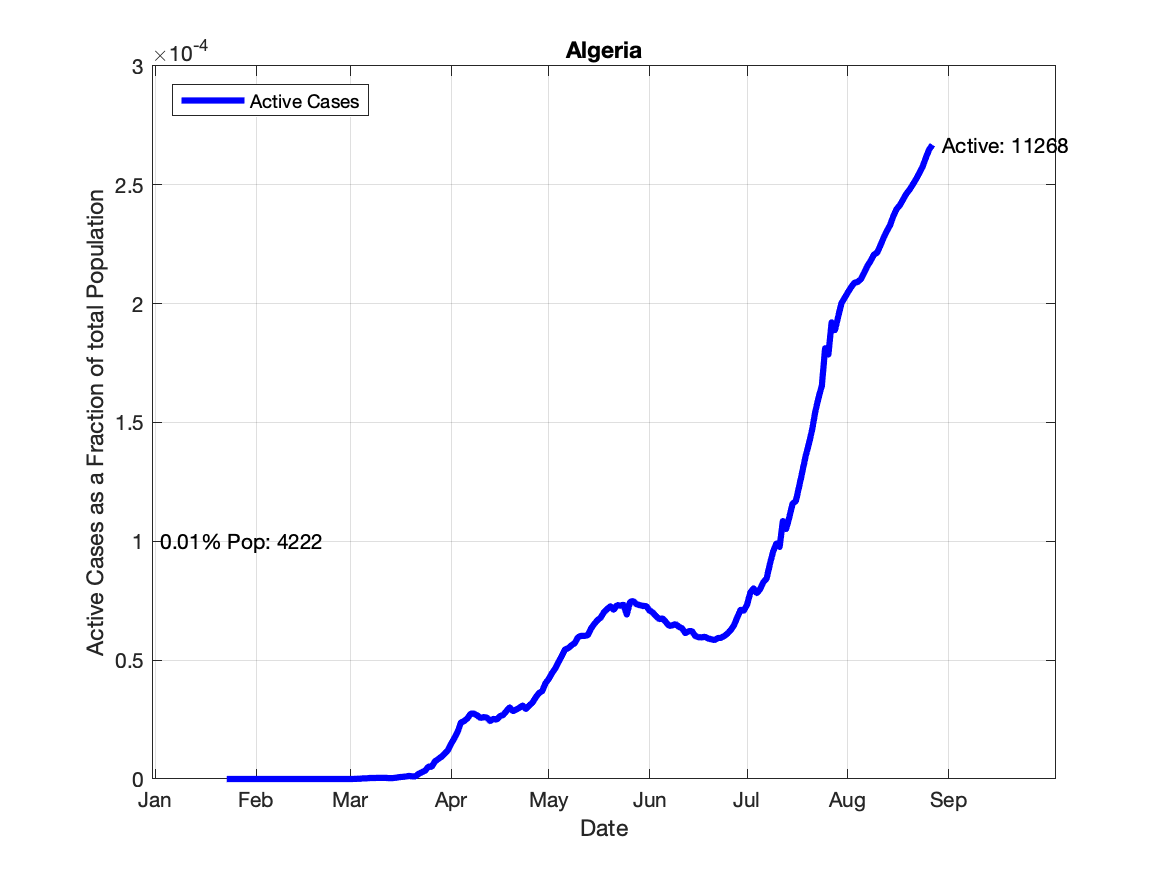 Algeria
×10-4
3
2.5
2
1.5
1
0.5
0
Active Cases
Active: 11268
0.01% Pop: 4222
Active Cases as a Fraction of total Population
Jan Feb Mar Apr May Jun Jul Aug Sep
Date